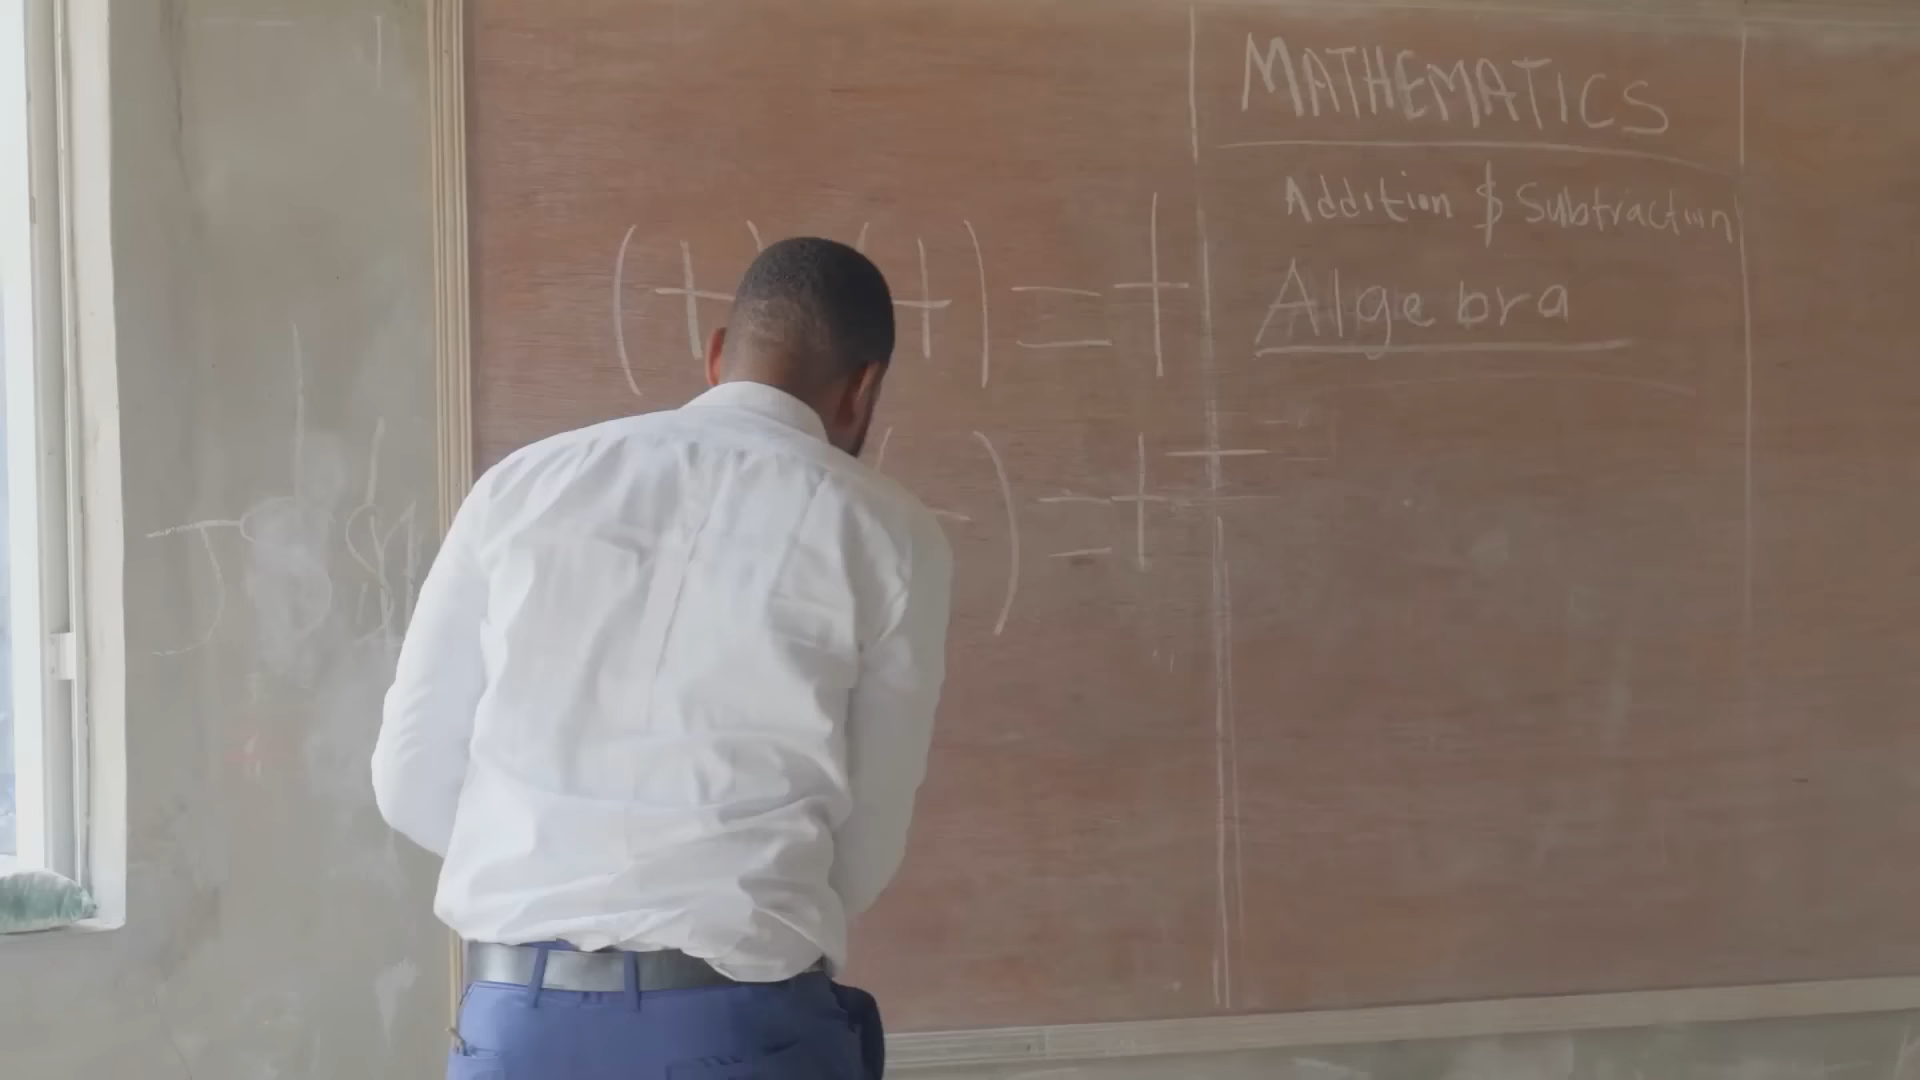 MATHEMATICS
Addition & Subtraction
Algebra
(+) (+) = +
) = +